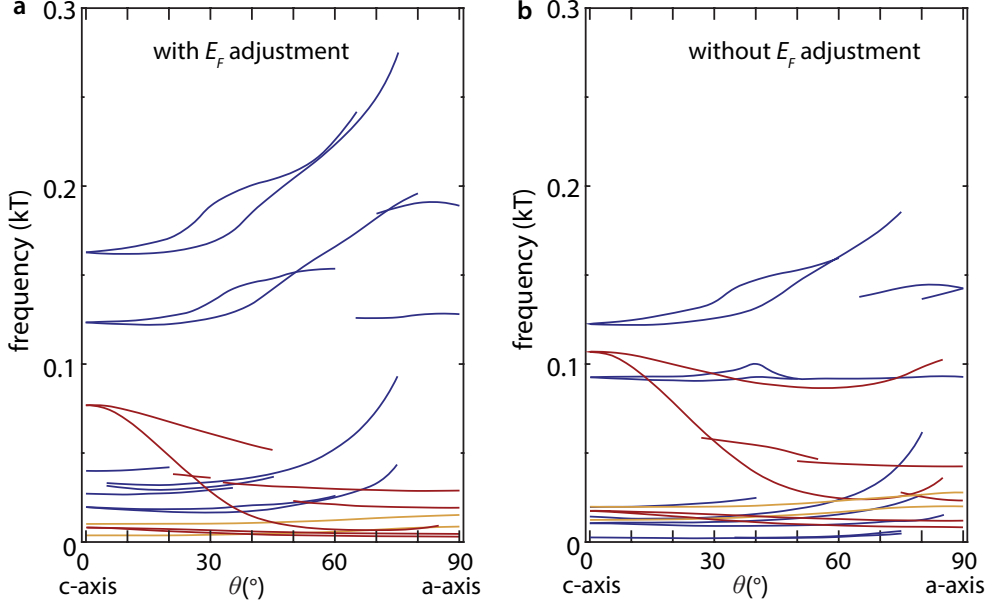 a
with E_F adjustment
frequency (kT)
0.3
0.2
0.1
0
0
30
60
90
c-axis
θ(°)
a-axis
b
without E_F adjustment
frequency (kT)
0.3
0.2
0.1
0
0
30
60
90
c-axis
θ(°)
a-axis